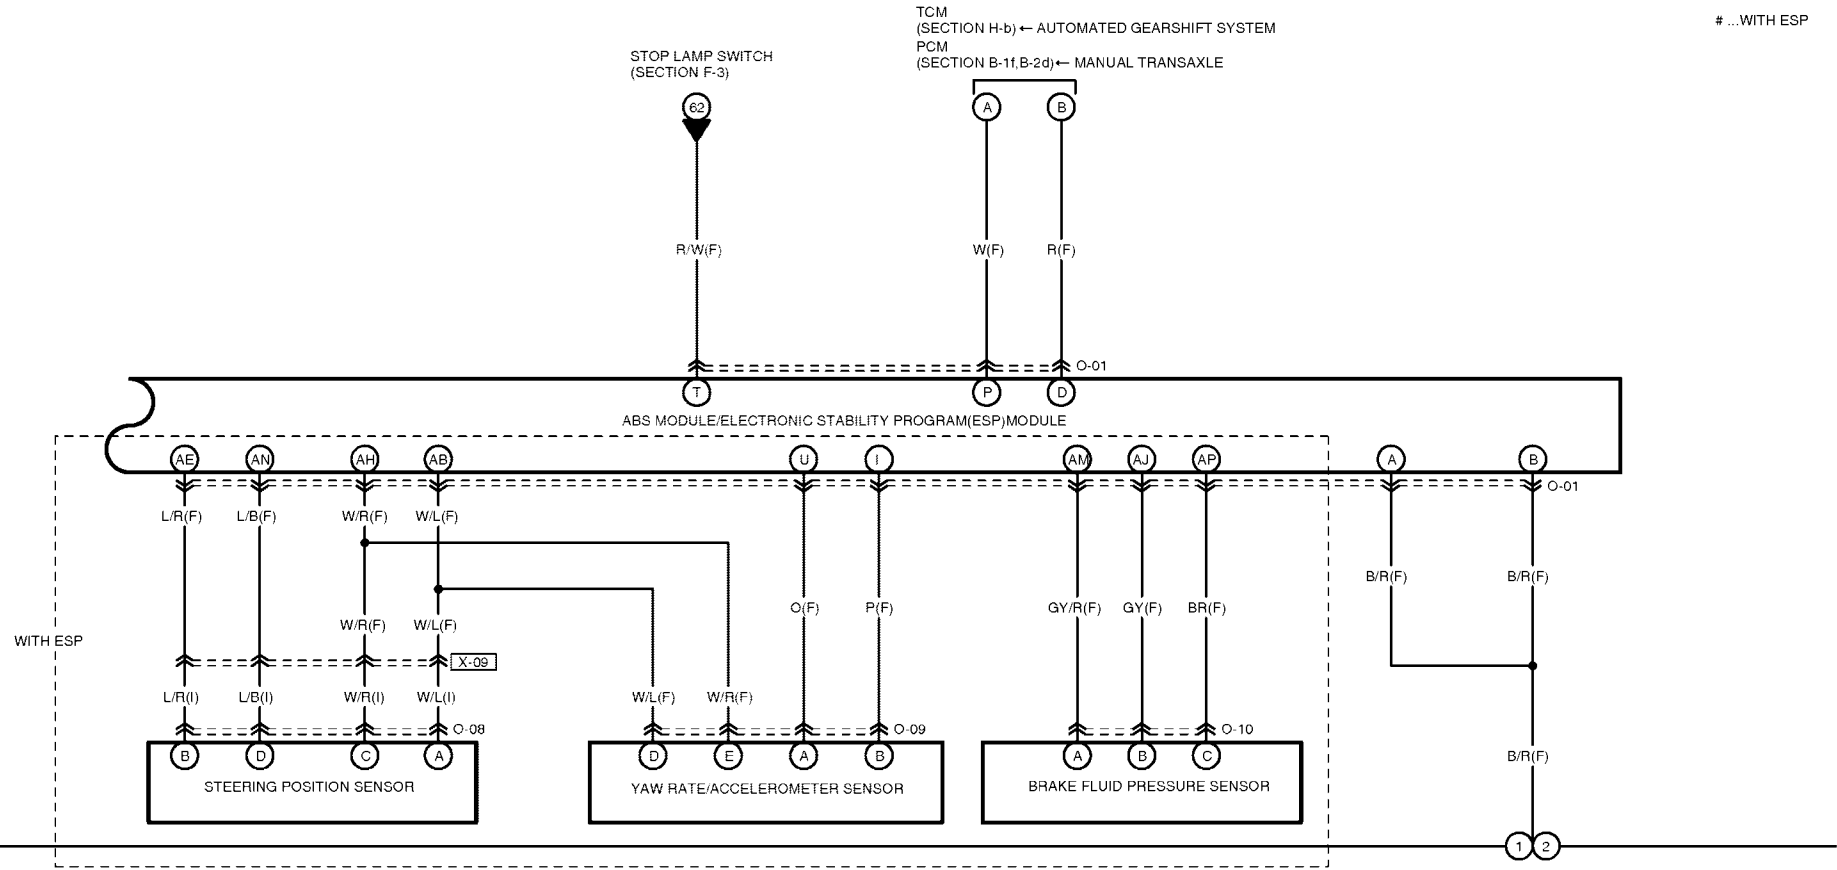 TCM
(SECTION H-b)← AUTOMATED GEARSHIFT SYSTEM
# ...WITH ESP
PCM
(SECTION B-1f,B-2d)← MANUAL TRANSAXLE
STOP LAMP SWITCH
(SECTION F-3)
62 A B
R/W(F) W(F) R(F)
O-01
T P D
ABS MODULE/ELECTRONIC STABILITY PROGRAM(ESP)MODULE
AE AN AH AB U I AM AJ AP A B
O-01
L/R(F) L/B(F) W/R(F) W/L(F)
B/R(F) B/R(F)
O(F) P(F) GY/R(F) GY(F) BR(F)
W/R(F) W/L(F)
WITH ESP
X-09
L/R(I) L/B(I) W/R(I) W/L(I) W/L(F) W/R(F)
O-08 O-09 O-10
B D C A D E A B A B C
B/R(F)
STEERING POSITION SENSOR
YAW RATE/ACCELEROMETER SENSOR
BRAKE FLUID PRESSURE SENSOR
1 2